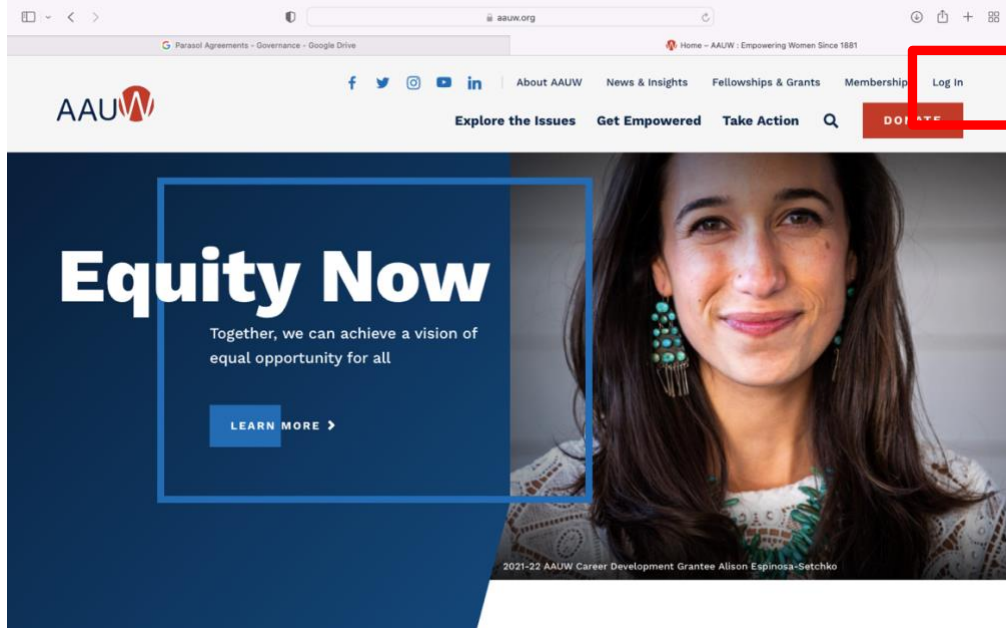 aauw.org
Parasol Agreements - Governance - Google Drive
Home – AAUW : Empowering Women Since 1881
AAUW
About AAUW News & Insights Fellowships & Grants Membership Log In
Explore the Issues Get Empowered Take Action DONATE
Equity Now
Together, we can achieve a vision of
equal opportunity for all
LEARN MORE
2021-22 AAUW Career Development Grantee Alison Espinosa-Setchko